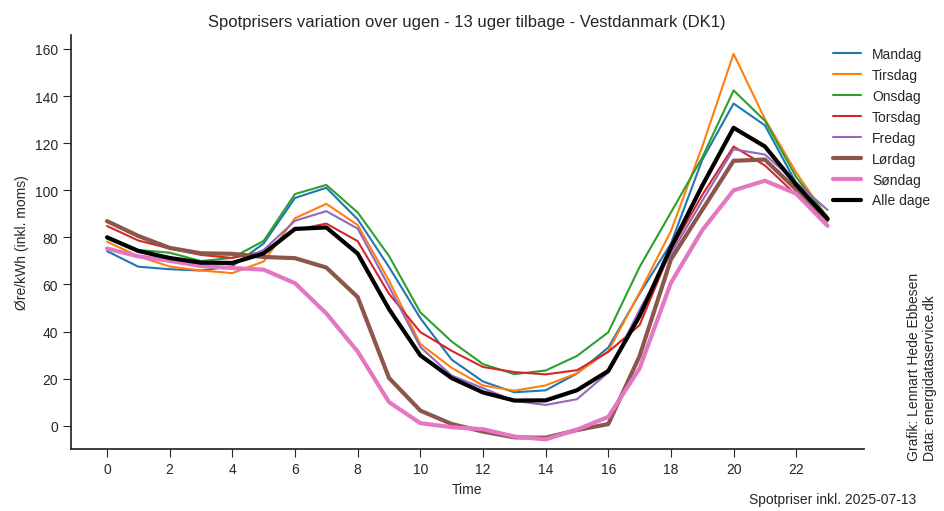 Spotprisers variation over ugen - 13 uger tilbage - Vestdanmark (DK1)
Øre/kWh (inkl. moms)
160
140
120
100
80
60
40
20
0
0 2 4 6 8 10 12 14 16 18 20 22
Time
Mandag
Tirsdag
Onsdag
Torsdag
Fredag
Lørdag
Søndag
Alle dage
Grafik: Lennart Hede Ebbesen
Data: energidataservice.dk
Spotpriser inkl. 2025-07-13